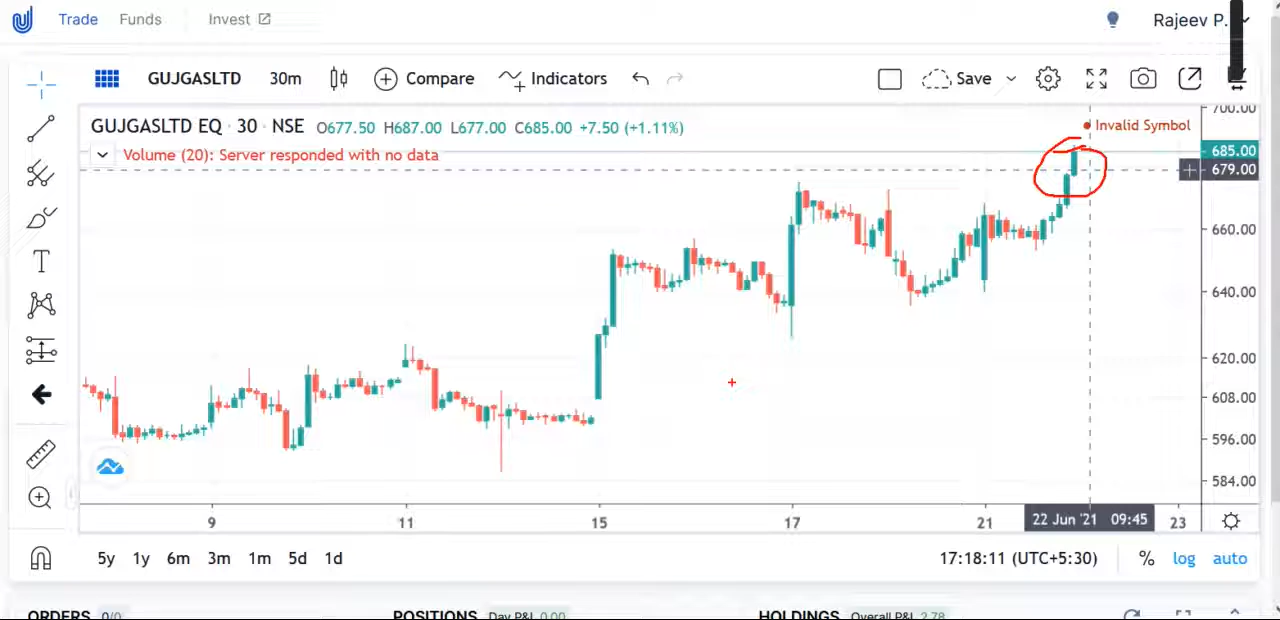 Trade Funds Invest Rajeev P.
GUJGASLTD 30m Compare Indicators Save
GUJGASLTD EQ · 30 · NSE O677.50 H687.00 L677.00 C685.00 +7.50 (+1.11%)
Invalid Symbol
Volume (20): Server responded with no data
700.00
685.00
679.00
660.00
640.00
620.00
608.00
596.00
584.00
9 11 15 17 21 22 Jun '21 09:45 23
5y 1y 6m 3m 1m 5d 1d 17:18:11 (UTC+5:30) % log auto
ORDERS 0/0 POSITIONS Day P&L 0.00 HOLDINGS Overall P&L 2.78